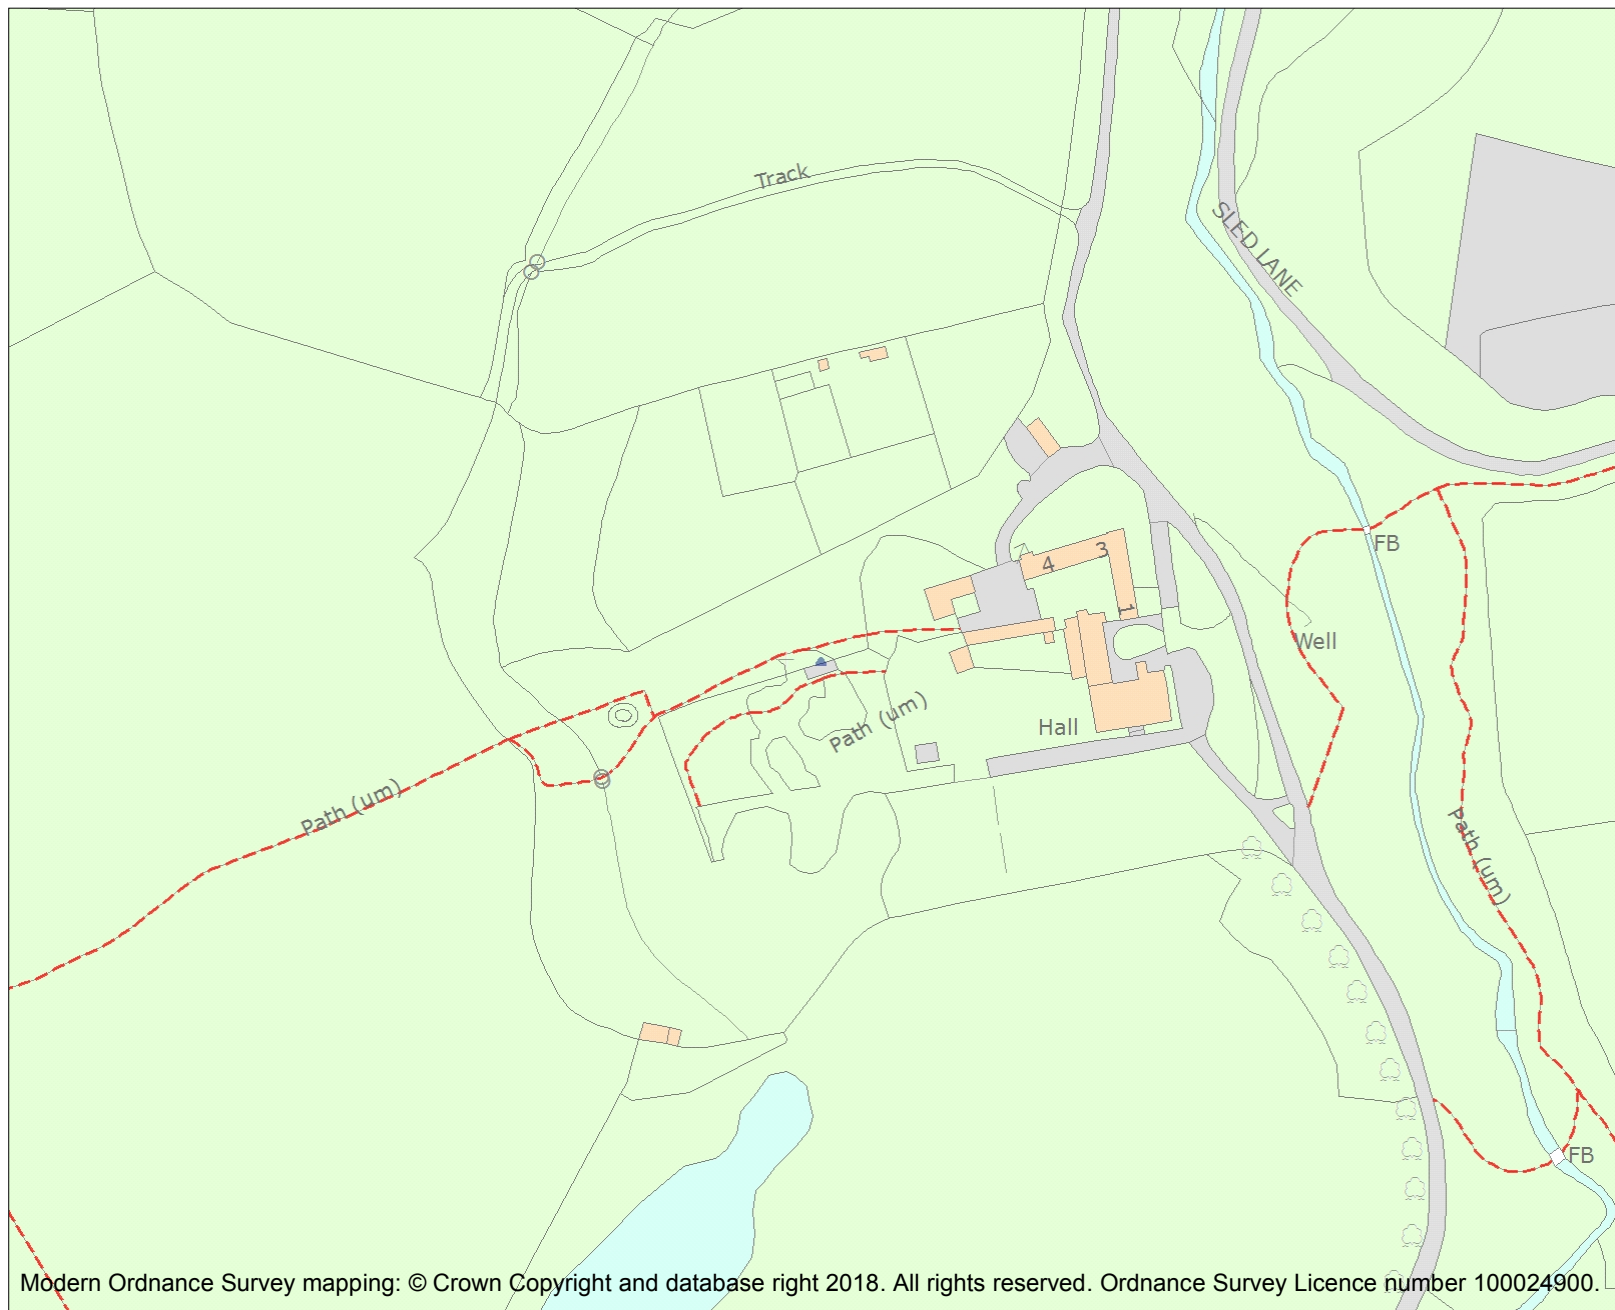 Track
SLED LANE
FB
3
4
1
Well
Path (um)
Hall
Path (um)
Path (um)
FB
Modern Ordnance Survey mapping: © Crown Copyright and database right 2018. All rights reserved. Ordnance Survey Licence number 100024900.